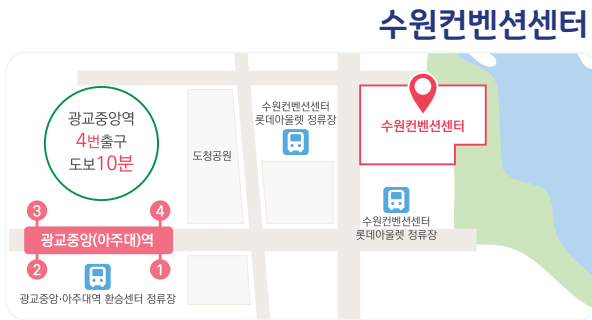 수원컨벤션센터
광교중앙역
4번출구
도보10분
도청공원
수원컨벤션센터
롯데아울렛 정류장
수원컨벤션센터
수원컨벤션센터
롯데아울렛 정류장
3
4
광교중앙(아주대)역
2
1
광교중앙·아주대역 환승센터 정류장